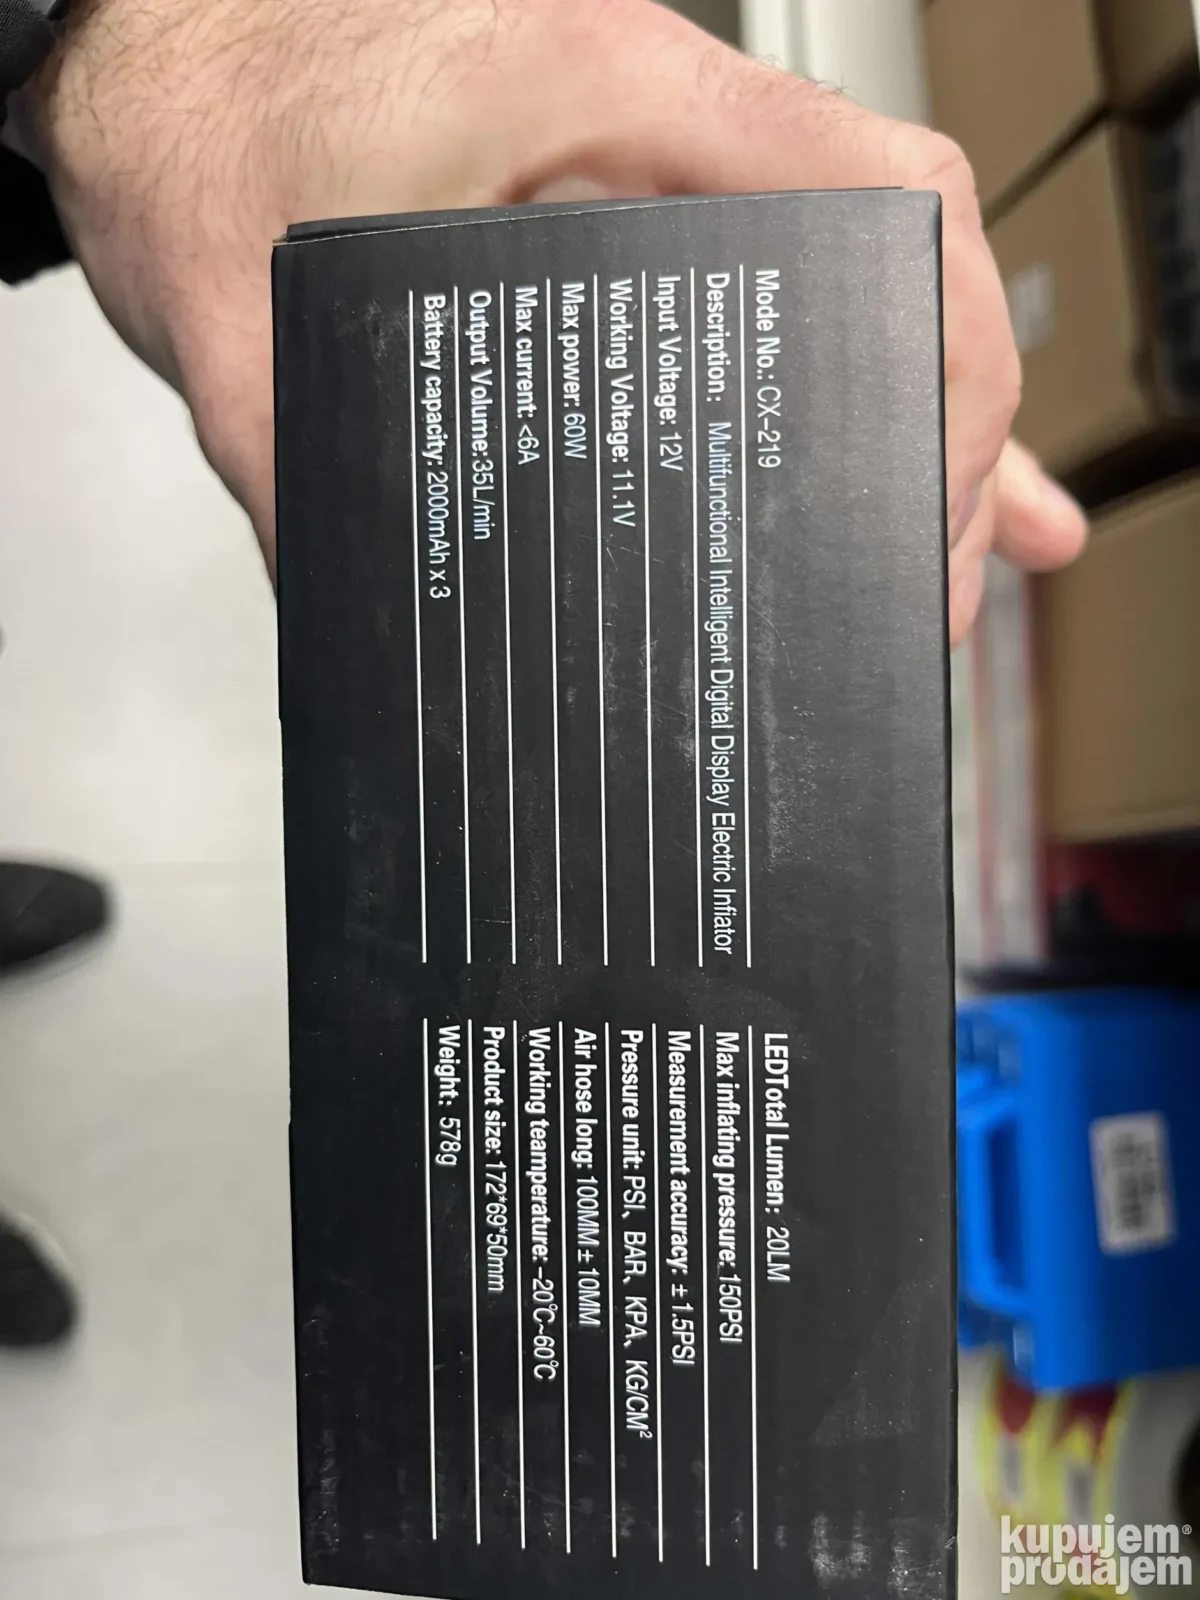 Mode No.: CX-219
Description: Multifunctional Intelligent Digital Display Electric Infiator
Input Voltage: 12V
Working Voltage: 11.1V
Max power: 60W
Max current: <6A
Output Volume:35L/min
Battery capacity: 2000mAh x 3
LEDTotal Lumen: 20LM
Max inflating pressure:150PSI
Measurement accuracy: ±1.5PSI
Pressure unit: PSI、BAR、KPA、KG/CM²
Air hose long: 100MM±10MM
Working teamperature: -20℃~60℃
Product size: 172*69*50mm
Weight: 578g
kupujem®
prodajem